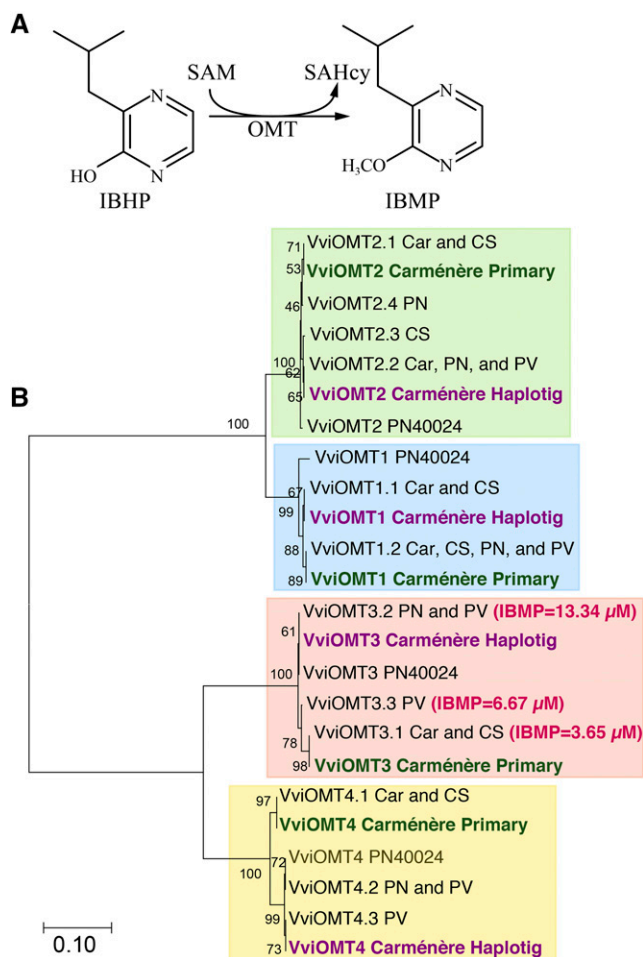 A
SAM
SAHcy
OMT
N
N
HO
IBHP
N
N
H₃CO
IBMP
B
VviOMT2.1 Car and CS
VviOMT2 Carménère Primary
VviOMT2.4 PN
VviOMT2.3 CS
VviOMT2.2 Car, PN, and PV
VviOMT2 Carménère Haplotig
VviOMT2 PN40024
71
53
46
100
62
65
100
VviOMT1 PN40024
VviOMT1.1 Car and CS
VviOMT1 Carménère Haplotig
VviOMT1.2 Car, CS, PN, and PV
VviOMT1 Carménère Primary
67
99
88
89
VviOMT3.2 PN and PV (IBMP=13.34 µM)
VviOMT3 Carménère Haplotig
VviOMT3 PN40024
VviOMT3.3 PV (IBMP=6.67 µM)
VviOMT3.1 Car and CS (IBMP=3.65 µM)
VviOMT3 Carménère Primary
61
100
78
98
VviOMT4.1 Car and CS
VviOMT4 Carménère Primary
VviOMT4 PN40024
VviOMT4.2 PN and PV
VviOMT4.3 PV
VviOMT4 Carménère Haplotig
97
72
100
99
73
0.10